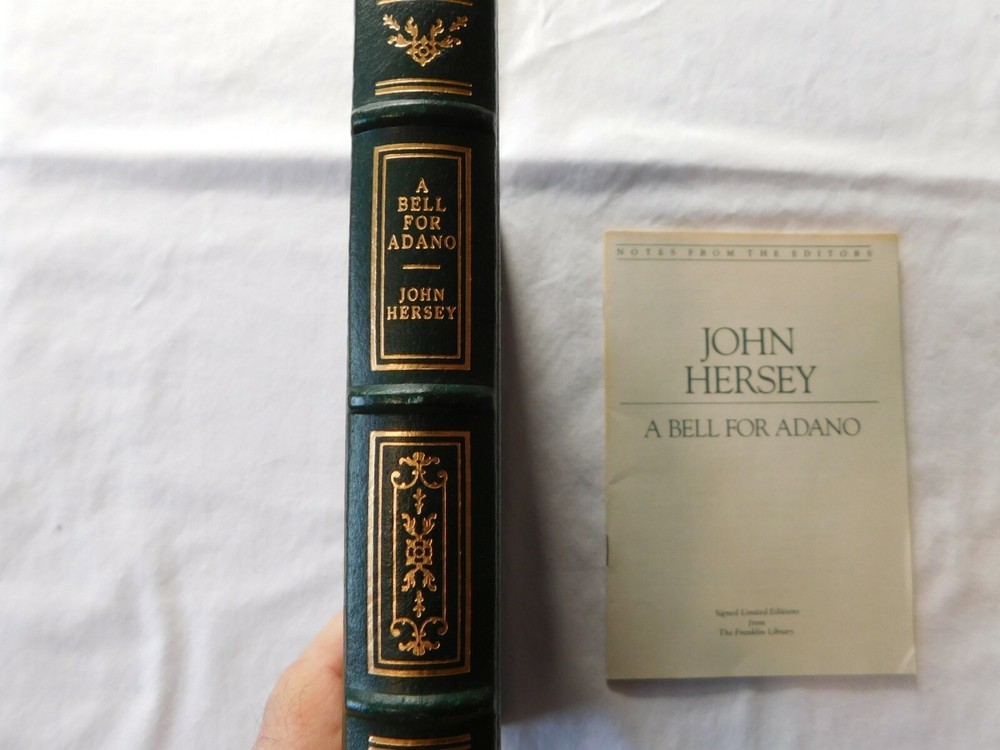 A
BELL
FOR
ADANO
JOHN
HERSEY
NOTES FROM THE EDITORS
JOHN
HERSEY
A BELL FOR ADANO
Signed Limited Editions
from
The Franklin Library